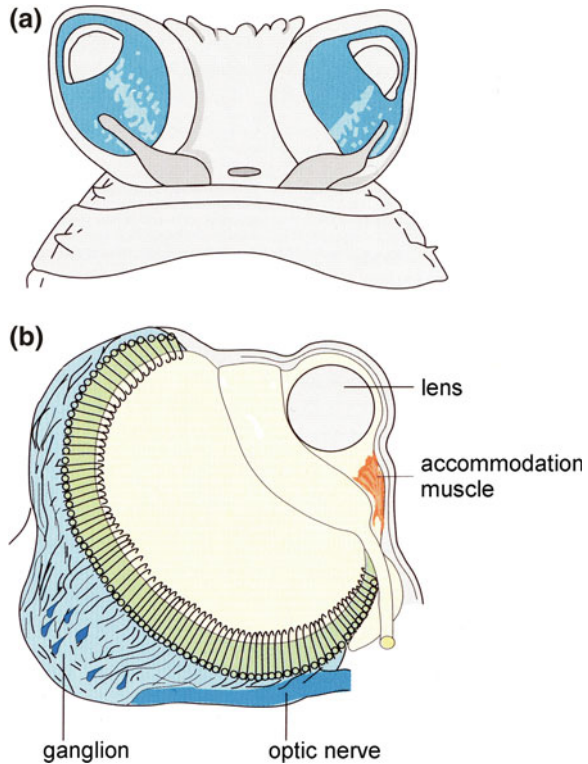 (a)
(b)
lens
accommodation
muscle
ganglion
optic nerve